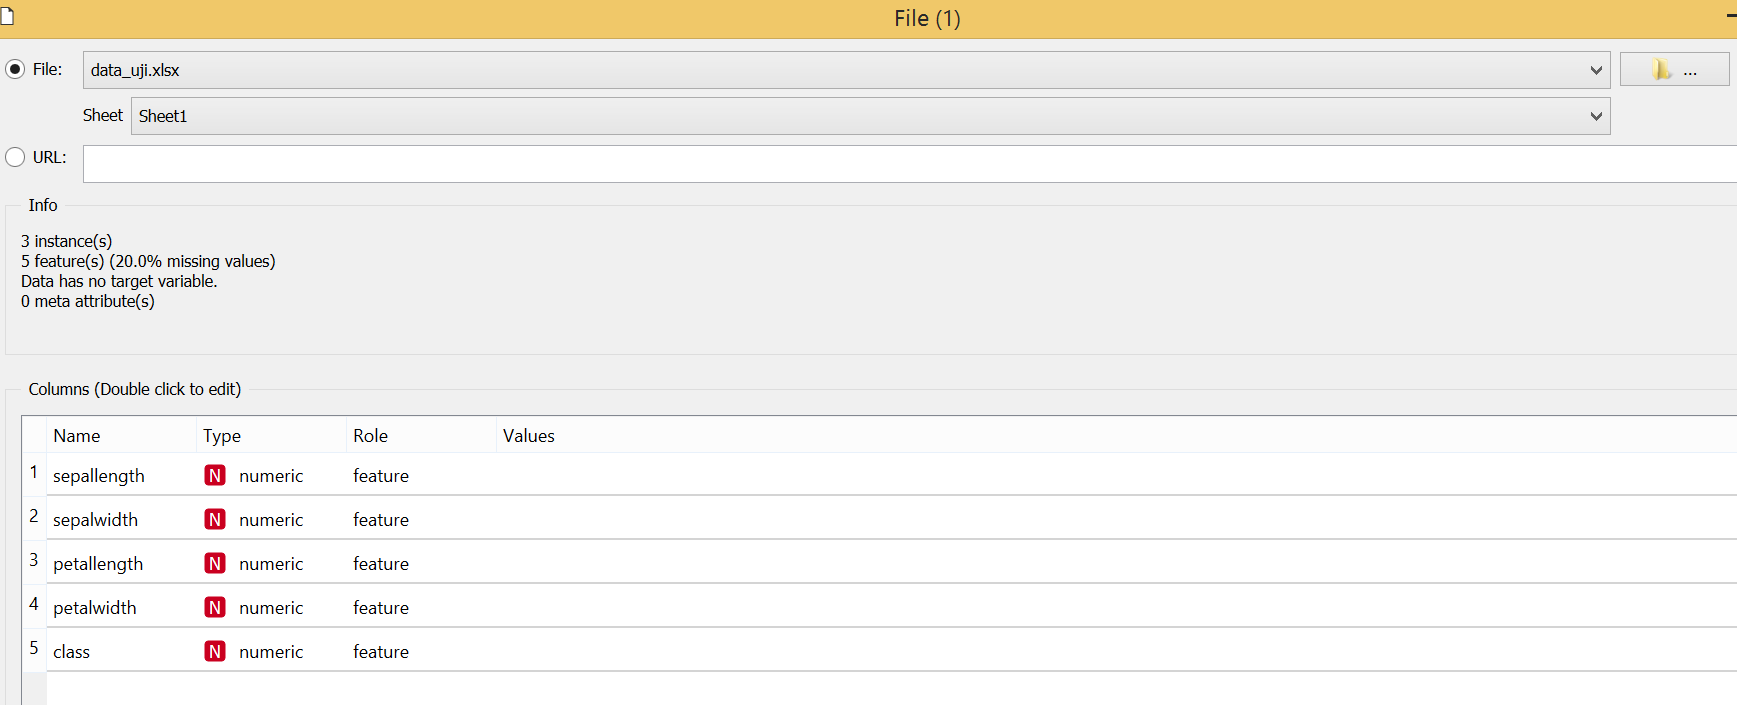 File (1)
File: data_uji.xlsx ...
Sheet Sheet1
URL:
Info
3 instance(s)
5 feature(s) (20.0% missing values)
Data has no target variable.
0 meta attribute(s)
Columns (Double click to edit)
Name Type Role Values
1 sepallength N numeric feature
2 sepalwidth N numeric feature
3 petallength N numeric feature
4 petalwidth N numeric feature
5 class N numeric feature